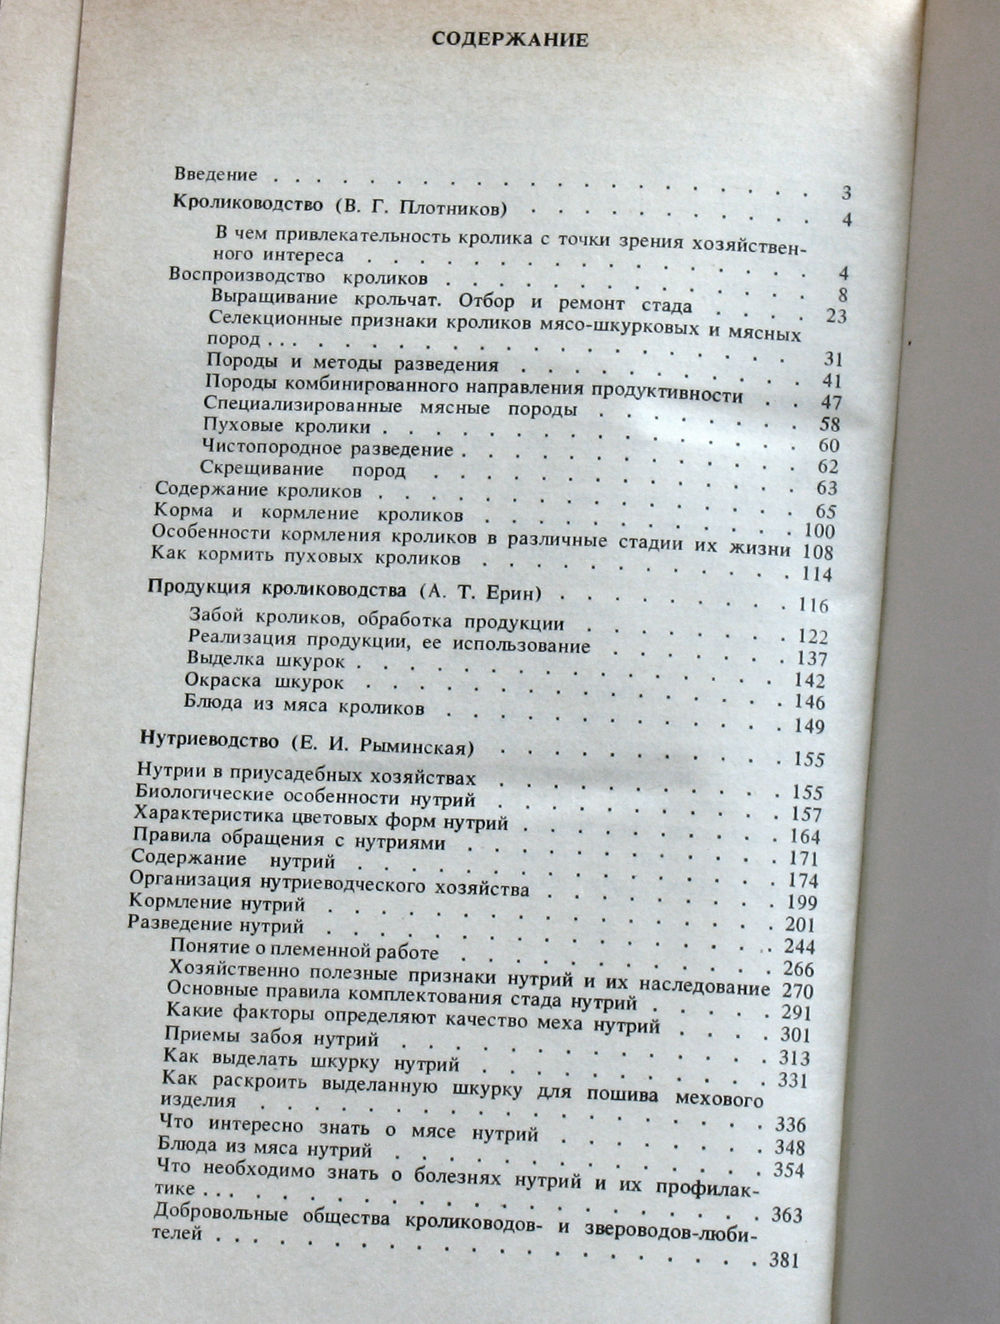 СОДЕРЖАНИЕ
Введение . . . . . . . . . . . . . . . . . . . 3
Кролиководство (В. Г. Плотников) . . . . . . . . . . . 4
В чем привлекательность кролика с точки зрения хозяйствен-
ного интереса . . . . . . . . . . . . . . . . . 4
Воспроизводство кроликов . . . . . . . . . . . . . . 8
Выращивание крольчат. Отбор и ремонт стада . . . . . 23
Селекционные признаки кроликов мясо-шкурковых и мясных
пород . . . . . . . . . . . . . . . . . . . . 31
Породы и методы разведения . . . . . . . . . . . . 41
Породы комбинированного направления продуктивности . . 47
Специализированные мясные породы . . . . . . . . . 58
Пуховые кролики . . . . . . . . . . . . . . . . 60
Чистопородное разведение . . . . . . . . . . . . . 62
Скрещивание пород . . . . . . . . . . . . . . . 63
Содержание кроликов . . . . . . . . . . . . . . . . 65
Корма и кормление кроликов . . . . . . . . . . . . . 100
Особенности кормления кроликов в различные стадии их жизни 108
Как кормить пуховых кроликов . . . . . . . . . . . . 114
Продукция кролиководства (А. Т. Ерин) . . . . . . . . . 116
Забой кроликов, обработка продукции . . . . . . . . 122
Реализация продукции, ее использование . . . . . . . 137
Выделка шкурок . . . . . . . . . . . . . . . . 142
Окраска шкурок . . . . . . . . . . . . . . . . 146
Блюда из мяса кроликов . . . . . . . . . . . . . 149
Нутриеводство (Е. И. Рыминская) . . . . . . . . . . . 155
Нутрии в приусадебных хозяйствах . . . . . . . . . . . 155
Биологические особенности нутрий . . . . . . . . . . . 157
Характеристика цветовых форм нутрий . . . . . . . . . . 164
Правила обращения с нутриями . . . . . . . . . . . . 171
Содержание нутрий . . . . . . . . . . . . . . . . 174
Организация нутриеводческого хозяйства . . . . . . . . . 199
Кормление нутрий . . . . . . . . . . . . . . . . . 201
Разведение нутрий . . . . . . . . . . . . . . . . . 244
Понятие о племенной работе . . . . . . . . . . . . 266
Хозяйственно полезные признаки нутрий и их наследование 270
Основные правила комплектования стада нутрий . . . . . 291
Какие факторы определяют качество меха нутрий . . . . 301
Приемы забоя нутрий . . . . . . . . . . . . . . . 313
Как выделать шкурку нутрий . . . . . . . . . . . . 331
Как раскроить выделанную шкурку для пошива мехового
изделия . . . . . . . . . . . . . . . . . . . 336
Что интересно знать о мясе нутрий . . . . . . . . . 348
Блюда из мяса нутрий . . . . . . . . . . . . . . 354
Что необходимо знать о болезнях нутрий и их профилак-
тике . . . . . . . . . . . . . . . . . . . . . 363
Добровольные общества кролиководов- и звероводов-люби-
телей . . . . . . . . . . . . . . . . . . . . 381